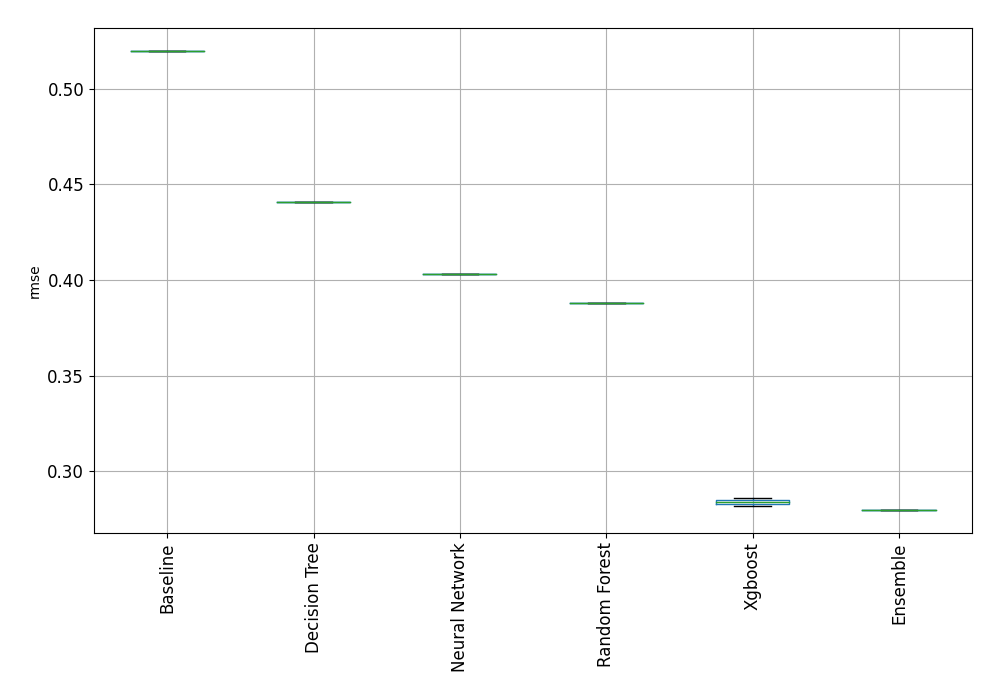 0.50
0.45
0.40
0.35
0.30
rmse
Baseline
Decision Tree
Neural Network
Random Forest
Xgboost
Ensemble